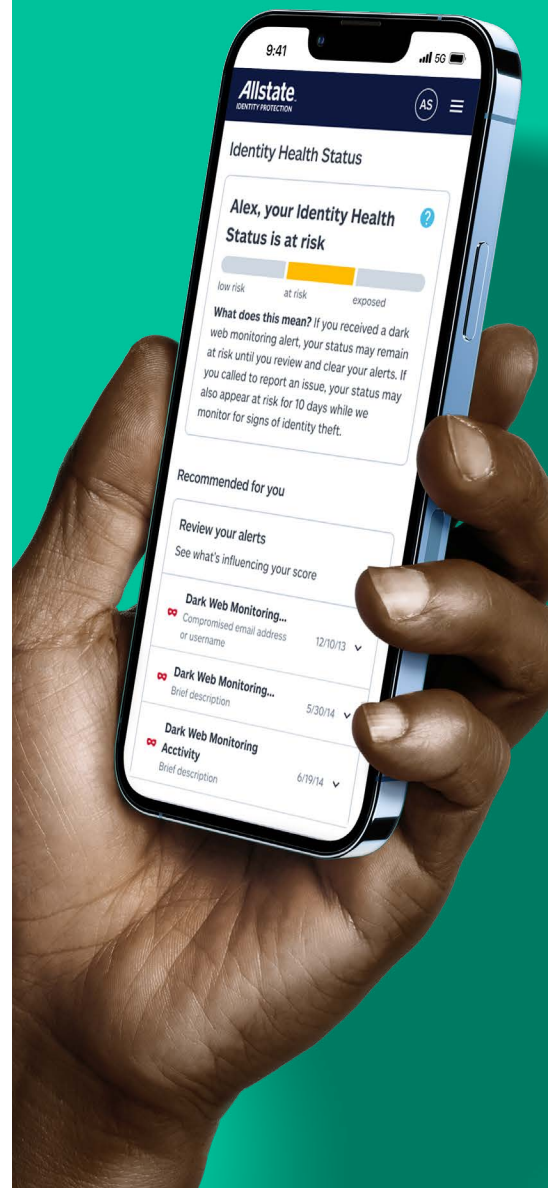 9:41
5G
Allstate
IDENTITY PROTECTION
AS
Identity Health Status
Alex, your Identity Health
Status is at risk
?
low risk
at risk
exposed
What does this mean? If you received a dark
web monitoring alert, your status may remain
at risk until you review and clear your alerts. If
you called to report an issue, your status may
also appear at risk for 10 days while we
monitor for signs of identity theft.
Recommended for you
Review your alerts
See what's influencing your score
Dark Web Monitoring...
Compromised email address
or username
12/10/13
Dark Web Monitoring...
Brief description
5/30/14
Dark Web Monitoring
Acctivity
Brief description
6/19/14